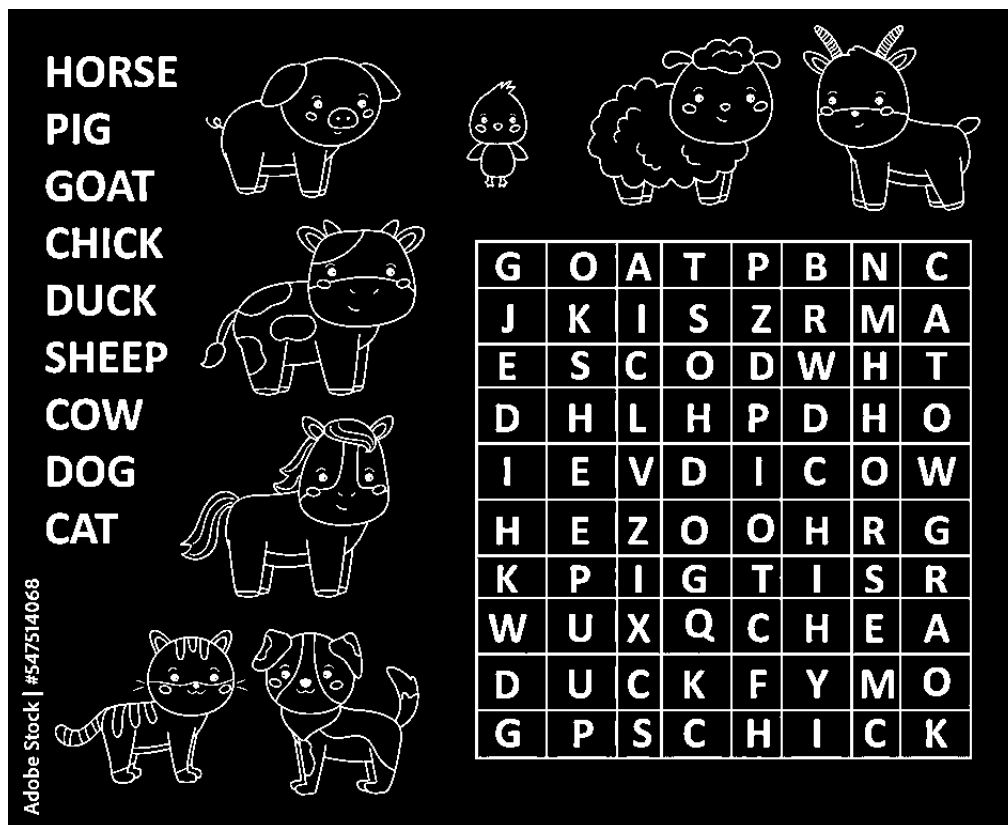 HORSE
PIG
GOAT
CHICK
DUCK
SHEEP
COW
DOG
CAT
G O A T P B N C
J K I S Z R M A
E S C O D W H T
D H L H P D H O
I E V D I C O W
H E Z O O H R G
K P I G T I S R
W U X Q C H E A
D U C K F Y M O
G P S C H I C K
Adobe Stock | #547514068